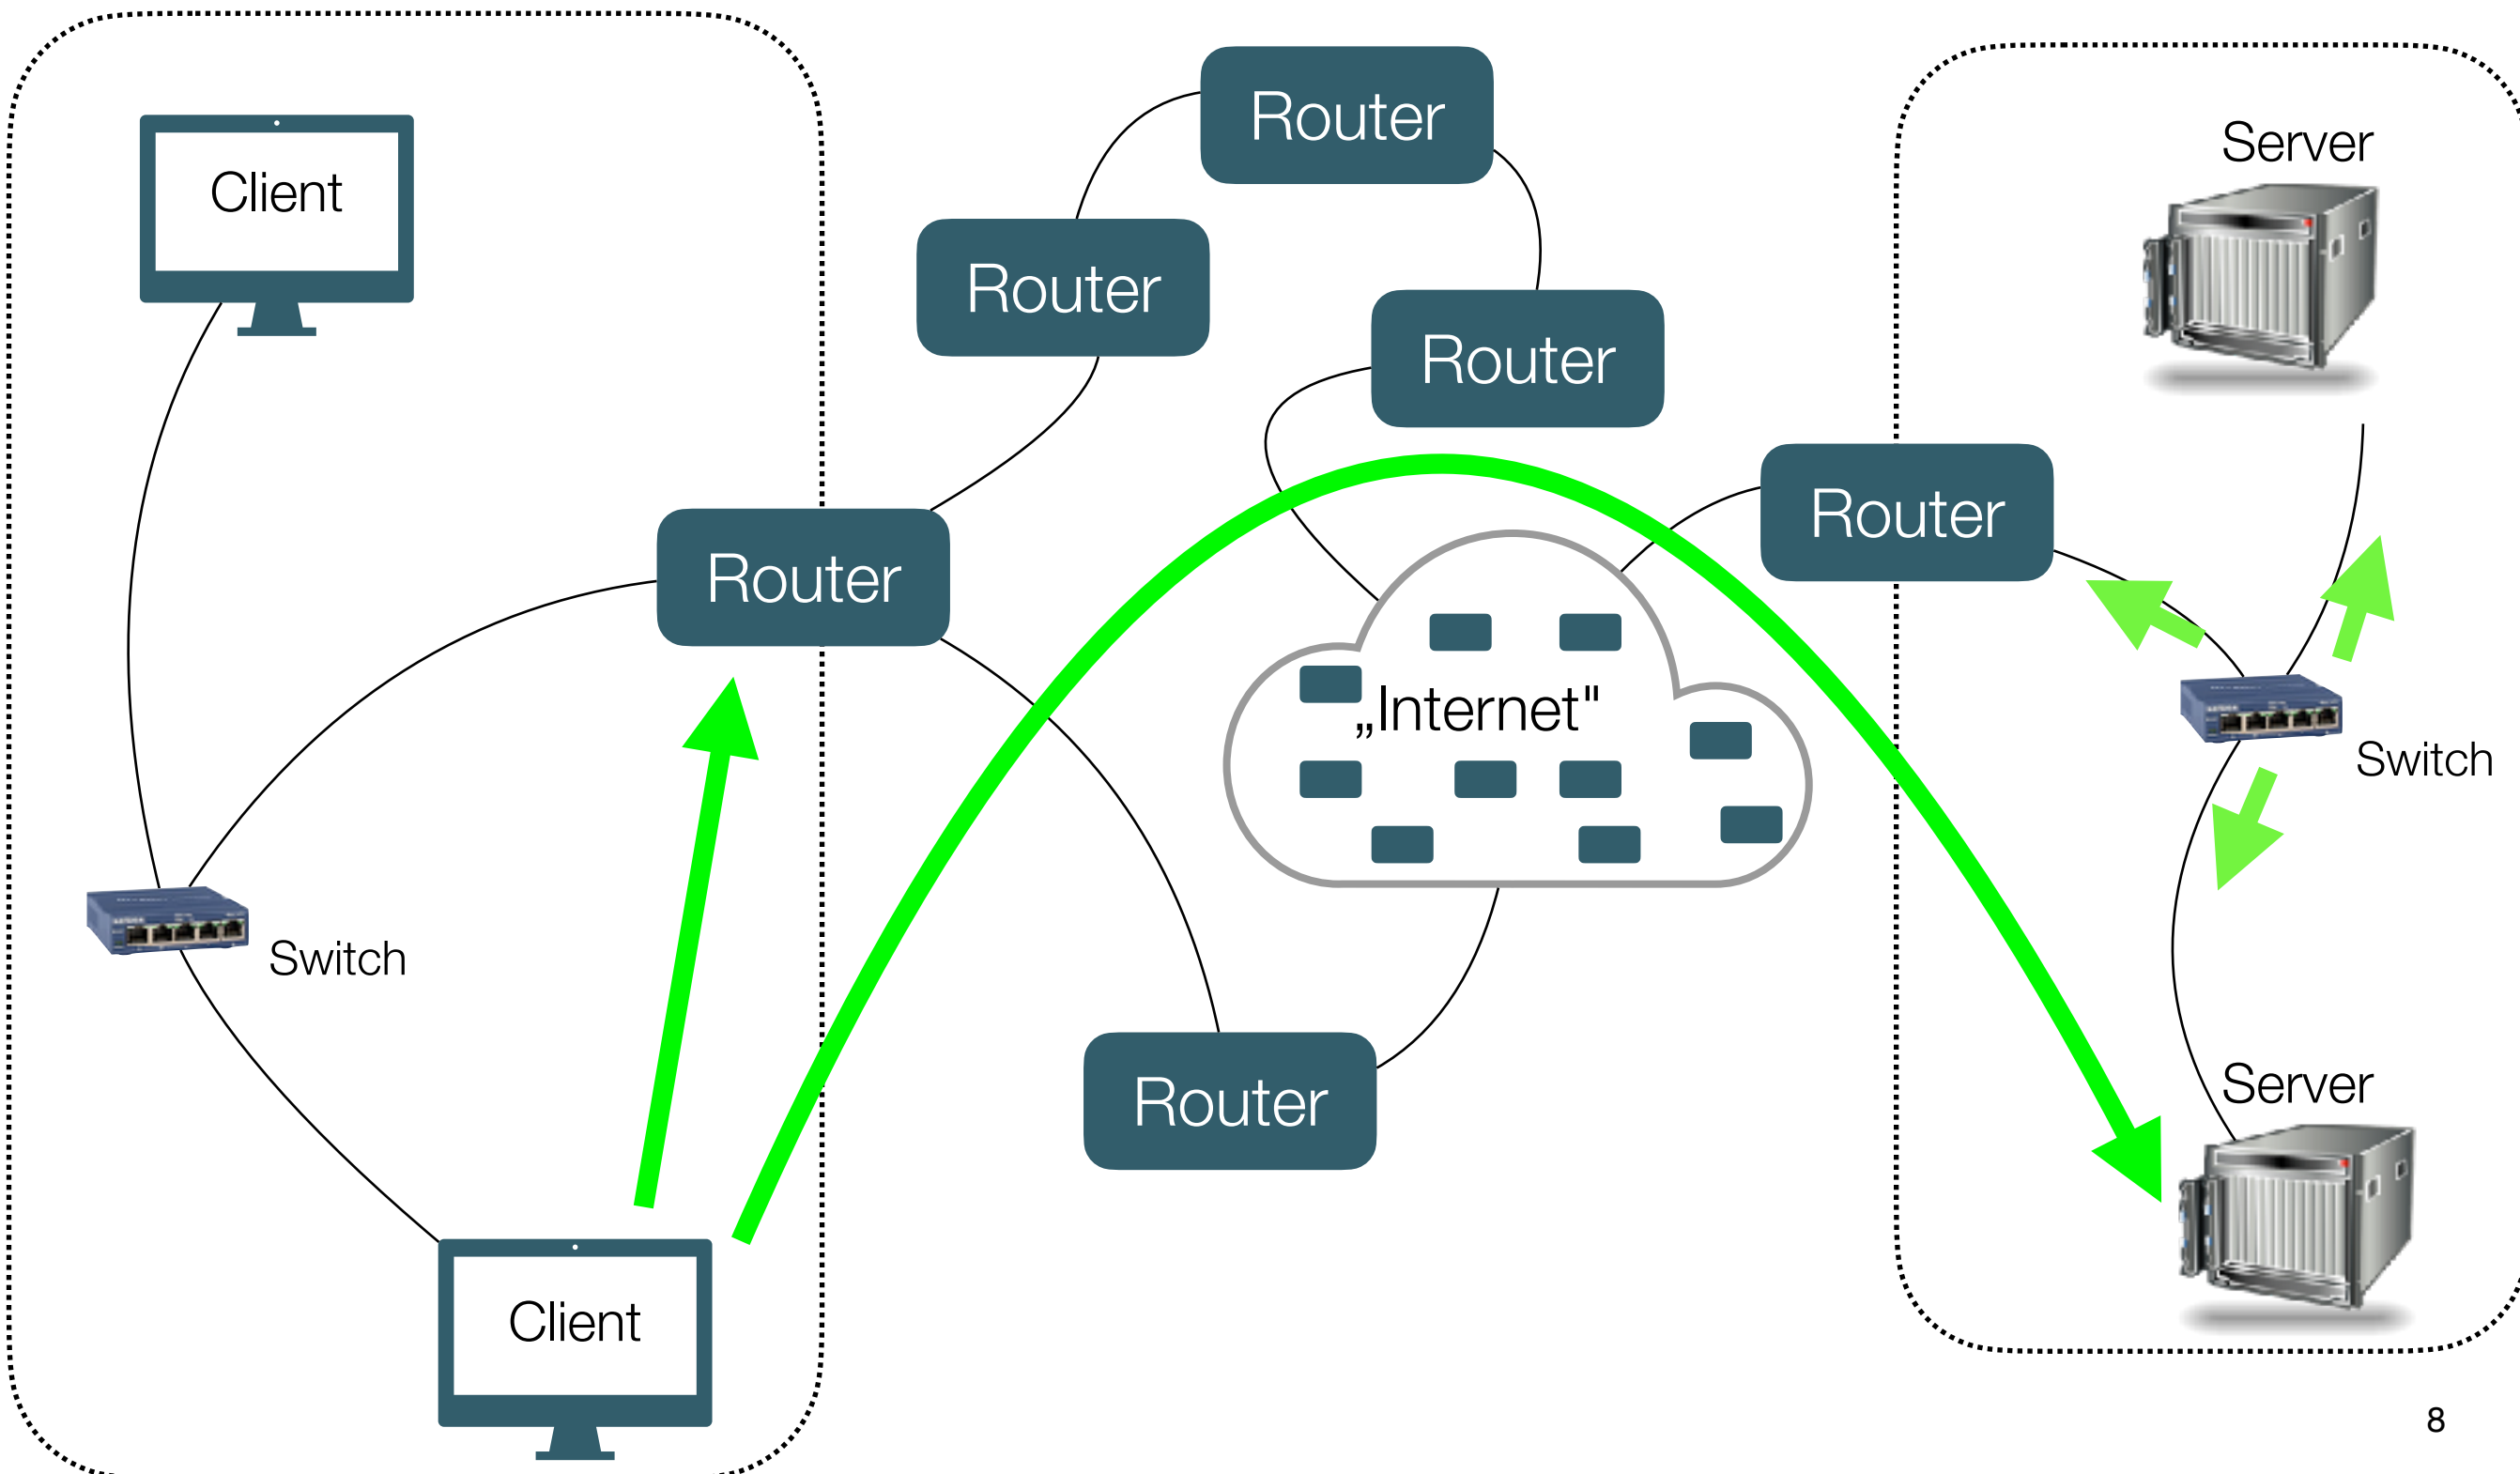 Router
Client
Server
Router
Router
Router
Router
„Internet"
Switch
Switch
Router
Server
Client
8